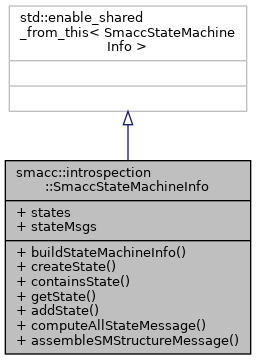 std::enable_shared
_from_this< SmaccStateMachine
Info >
smacc::introspection
::SmaccStateMachineInfo
+ states
+ stateMsgs
+ buildStateMachineInfo()
+ createState()
+ containsState()
+ getState()
+ addState()
+ computeAllStateMessage()
+ assembleSMStructureMessage()